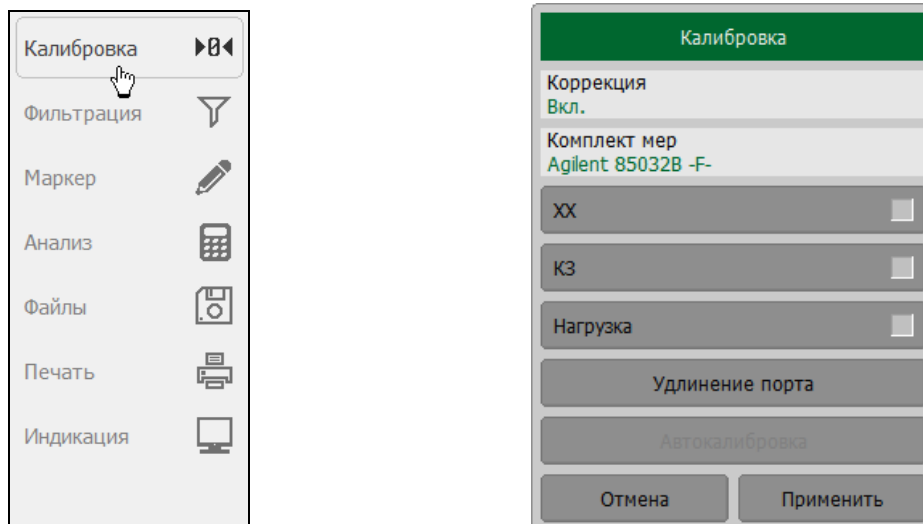 Калибровка
Фильтрация
Маркер
Анализ
Файлы
Печать
Индикация
Калибровка
Коррекция
Вкл.
Комплект мер
Agilent 85032B -F-
ХХ
КЗ
Нагрузка
Удлинение порта
Автокалибровка
Отмена Применить